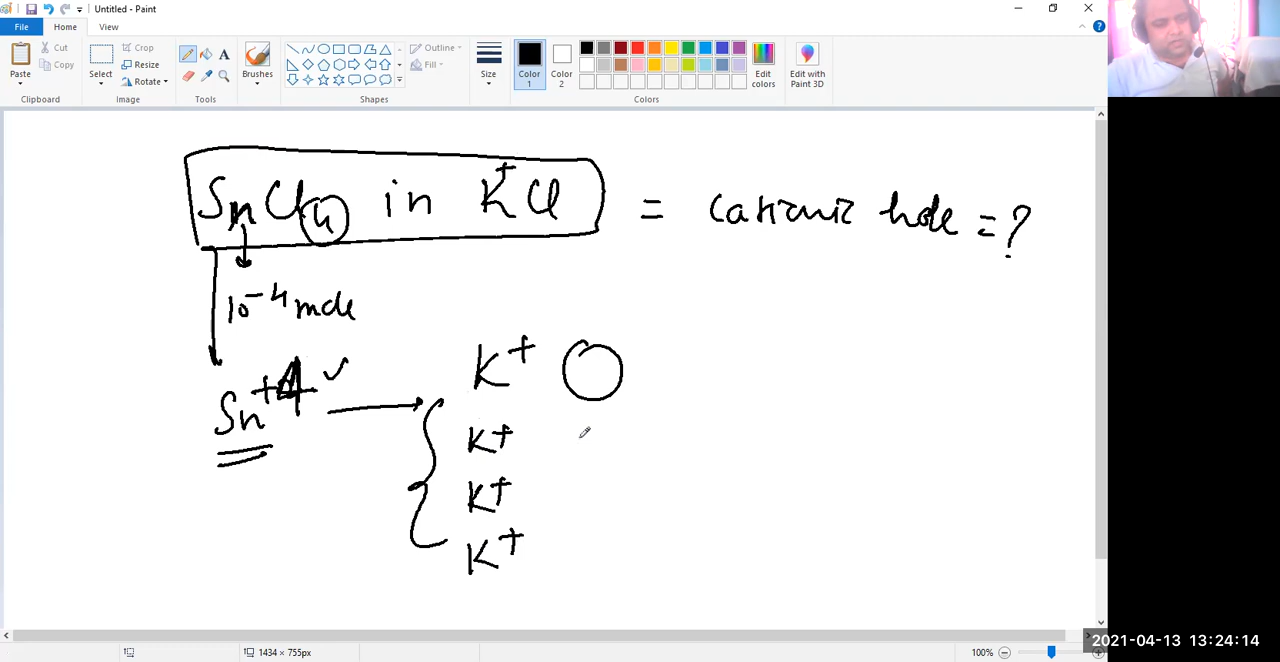 Untitled - Paint
File Home View
Paste Cut Copy Clipboard
Select Crop Resize Rotate Image
Tools
Brushes
Outline Fill Shapes
Size
Color 1 Color 2
Edit colors
Edit with Paint 3D
Colors
SnCl4 in K+Cl = cationic hole = ?
10-4 mole
Sn+4 ✓ → K+
K+
K+
K+
1434 × 755px 100%
2021-04-13 13:24:14